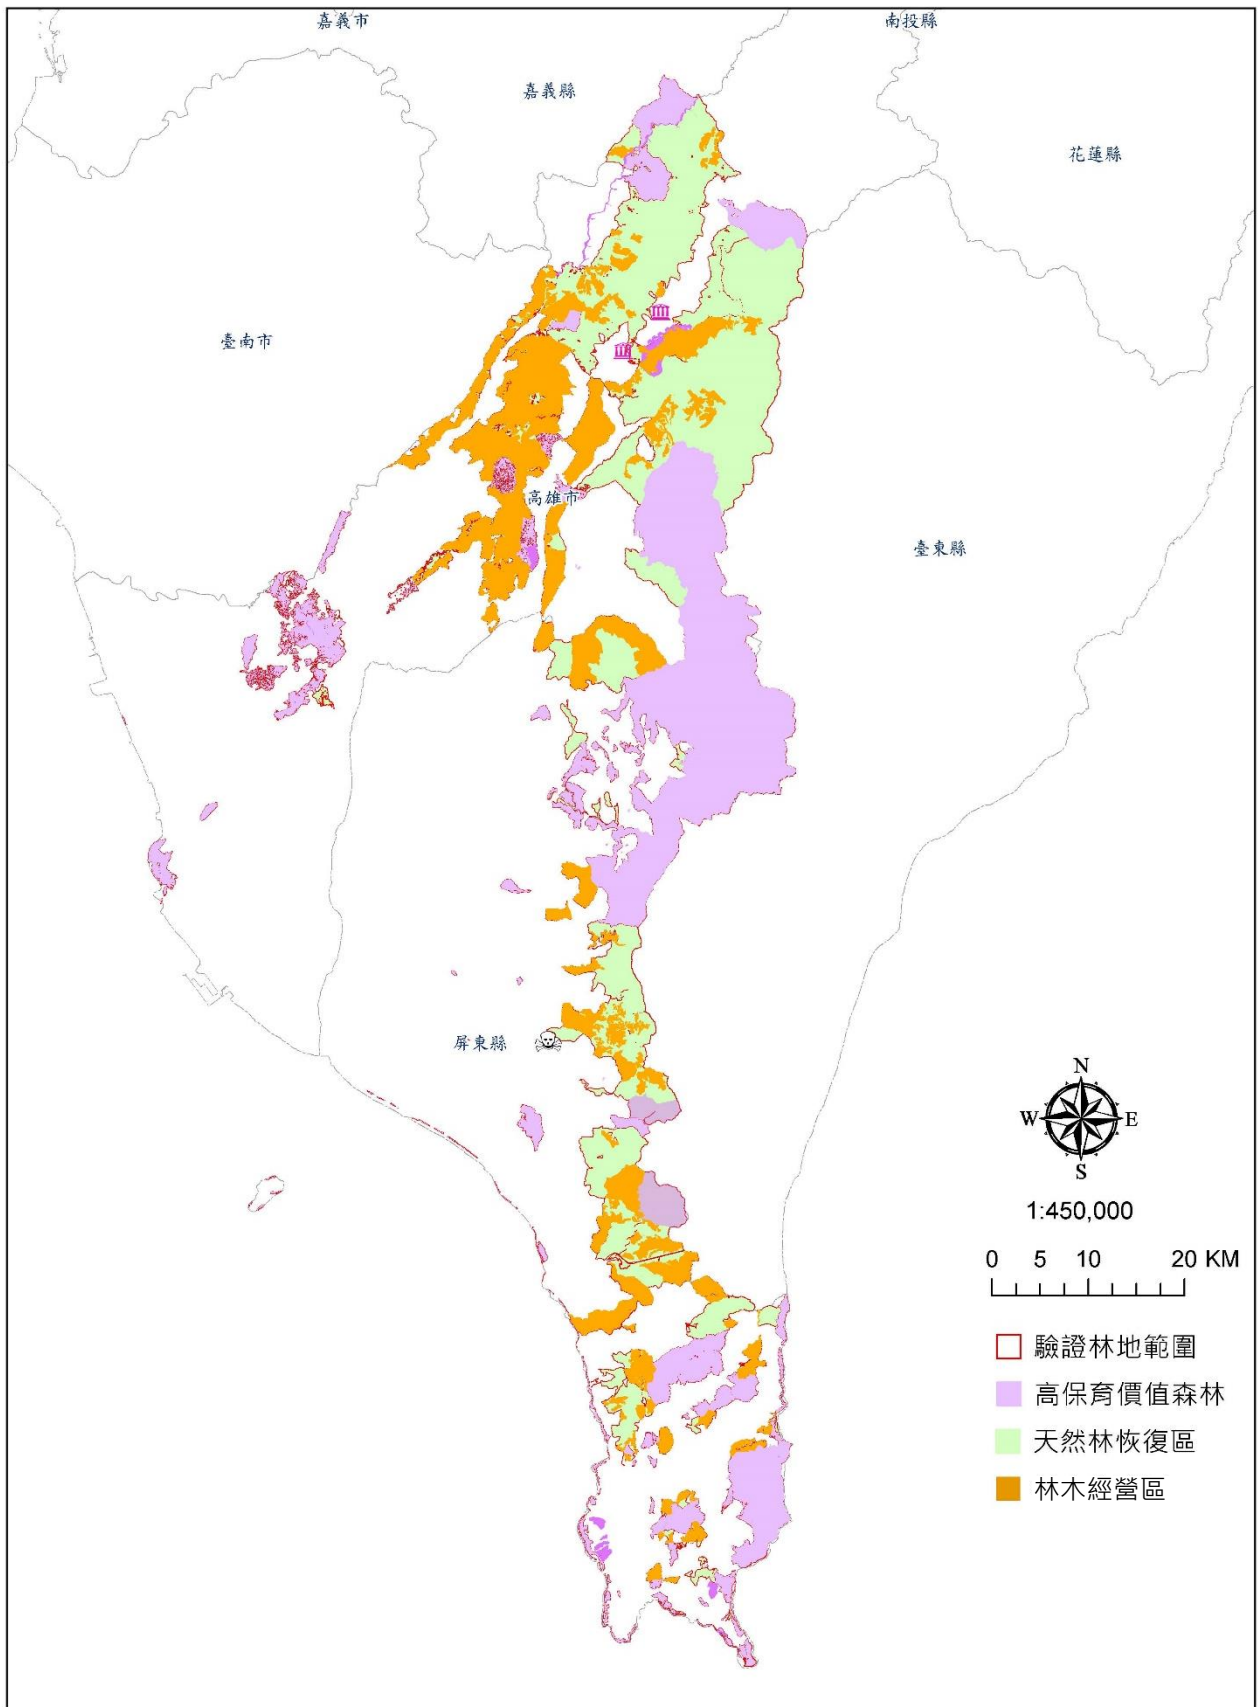 嘉義市
南投縣
嘉義縣
花蓮縣
臺南市
高雄市
臺東縣
屏東縣
N
W E
S
1:450,000
0 5 10 20 KM
驗證林地範圍
高保育價值森林
天然林恢復區
林木經營區